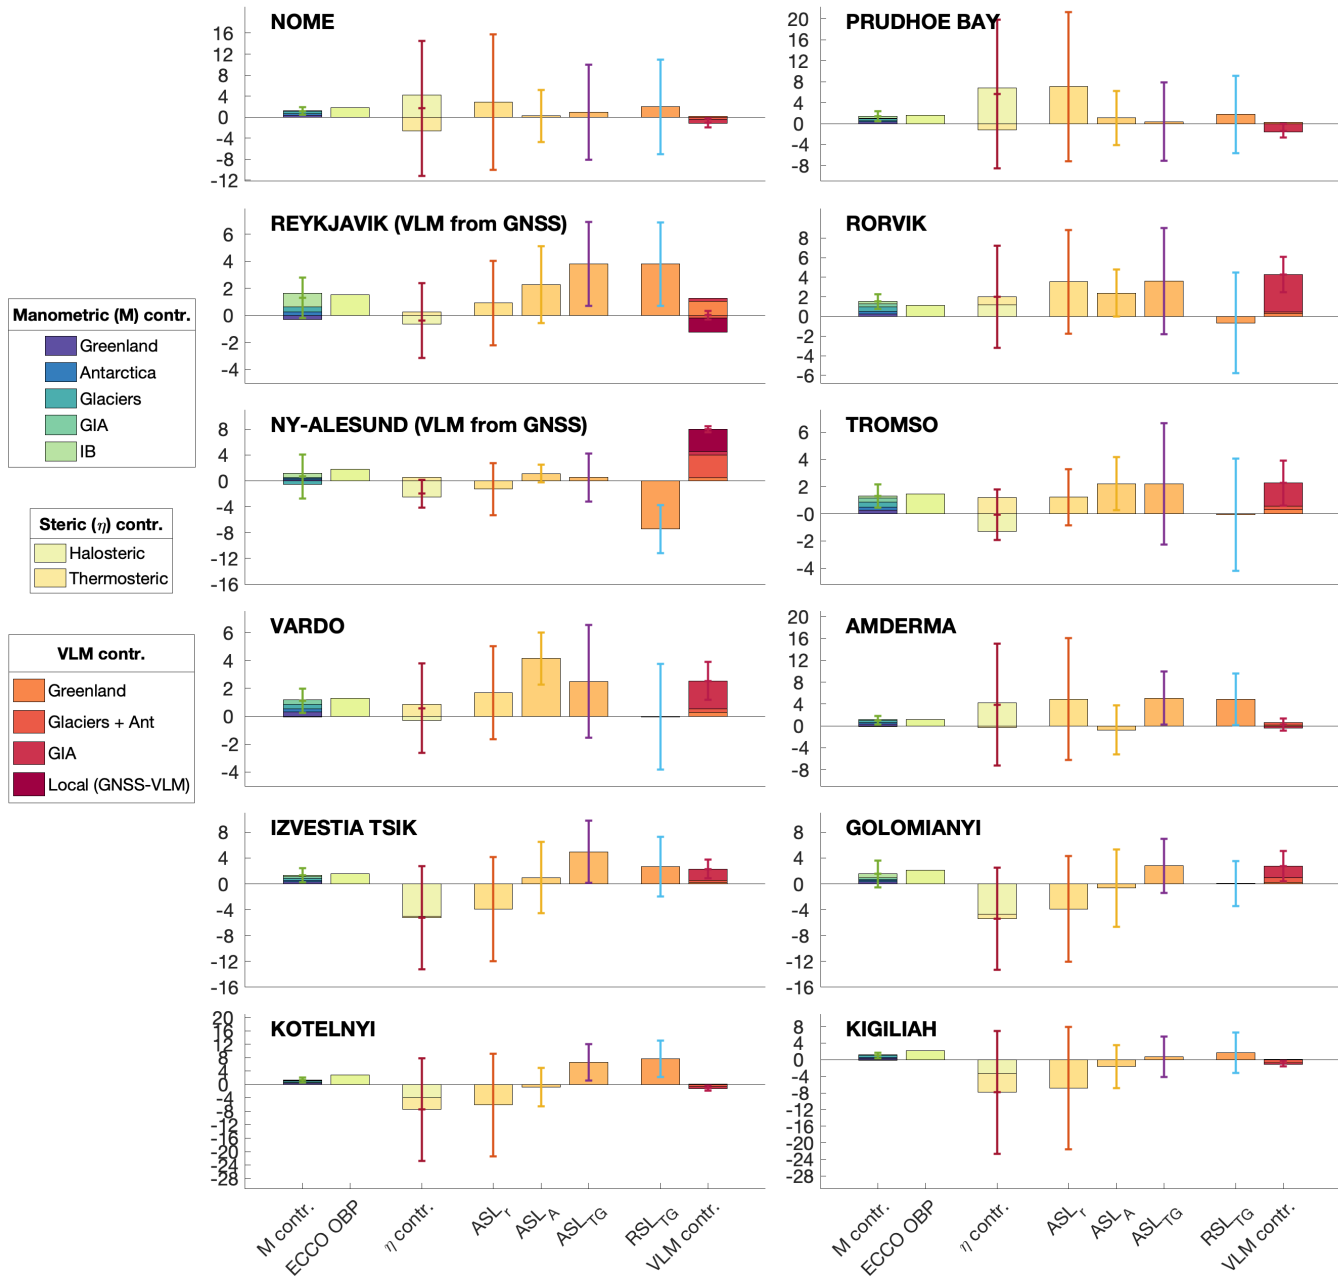 NOME
16
12
8
4
0
-4
-8
-12
PRUDHOE BAY
20
16
12
8
4
0
-4
-8
REYKJAVIK (VLM from GNSS)
6
4
2
0
-2
-4
RORVIK
8
6
4
2
0
-2
-4
-6
Manometric (M) contr.
Greenland
Antarctica
Glaciers
GIA
IB
NY-ALESUND (VLM from GNSS)
8
4
0
-4
-8
-12
-16
TROMSO
6
4
2
-0
-2
-4
Steric (η) contr.
Halosteric
Thermosteric
VARDO
6
4
2
0
-2
-4
AMDERMA
20
16
12
8
4
0
-4
-8
VLM contr.
Greenland
Glaciers + Ant
GIA
Local (GNSS-VLM)
IZVESTIA TSIK
8
4
0
-4
-8
-12
-16
GOLOMIANYI
8
4
0
-4
-8
-12
-16
KOTELNYI
20
16
12
8
4
0
-4
-8
-12
-16
-20
-24
-28
KIGILIAH
8
4
0
-4
-8
-12
-16
-20
-24
-28
M contr.
ECCO OBP
η contr.
ASLr
ASLA
ASLTG
RSLTG
VLM contr.
M contr.
ECCO OBP
η contr.
ASLr
ASLA
ASLTG
RSLTG
VLM contr.